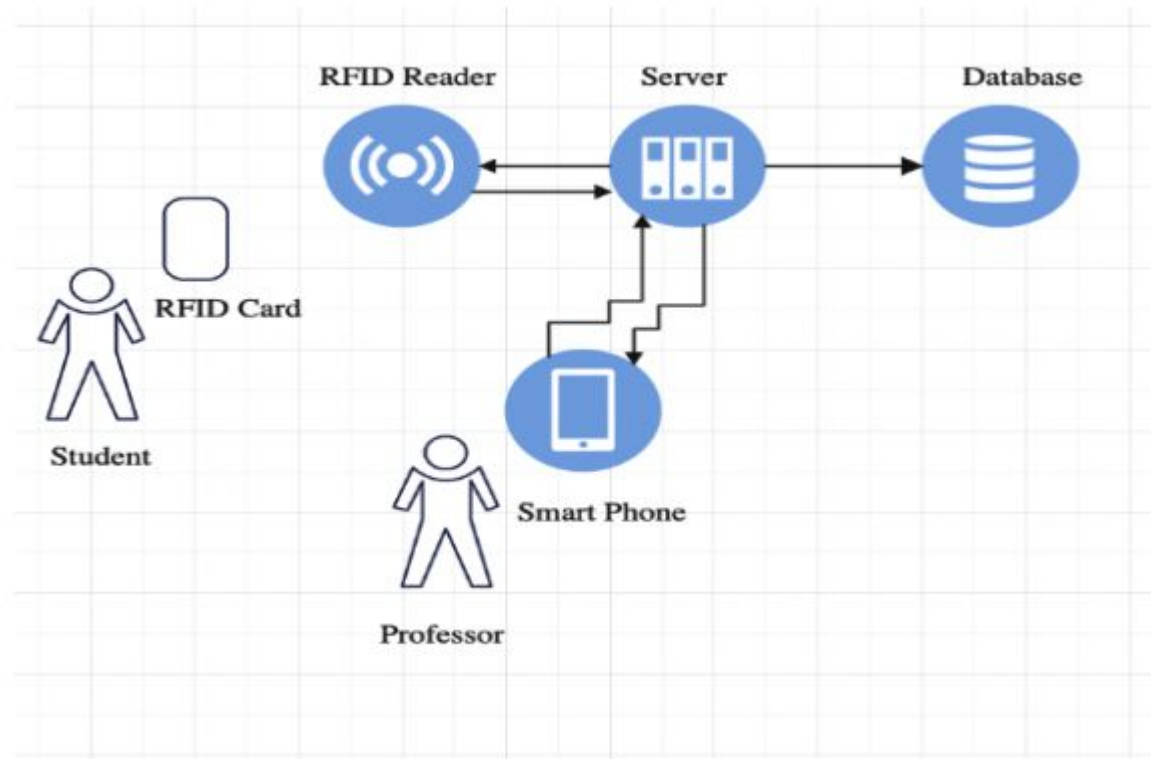 RFID Reader
Server
Database
RFID Card
Student
Smart Phone
Professor